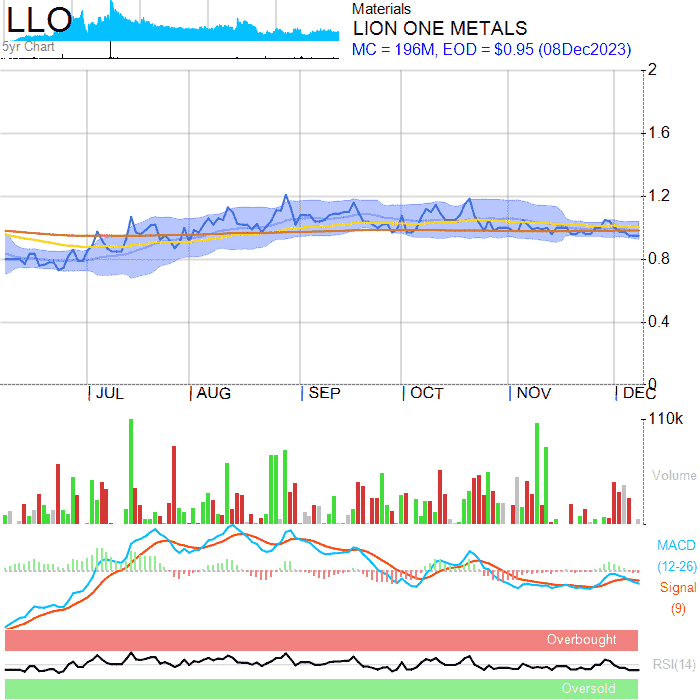 LLO
5yr Chart
Materials
LION ONE METALS
MC = 196M, EOD = $0.95 (08Dec2023)
2
1.6
1.2
0.8
0.4
0
JUL AUG SEP OCT NOV DEC
110k
Volume
MACD
(12-26)
Signal
(9)
Overbought
RSI(14)
Oversold